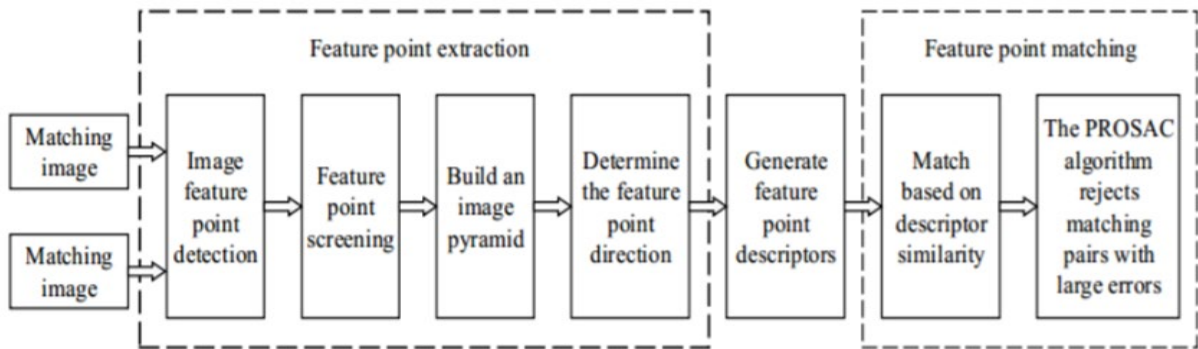 Feature point extraction
Feature point matching
Matching
image
Matching
image
Image
feature
point
detection
Feature
point
screening
Build an
image
pyramid
Determine
the feature
point
direction
Generate
feature
point
descriptors
Match
based on
descriptor
similarity
The PROSAC
algorithm
rejects
matching
pairs with
large errors